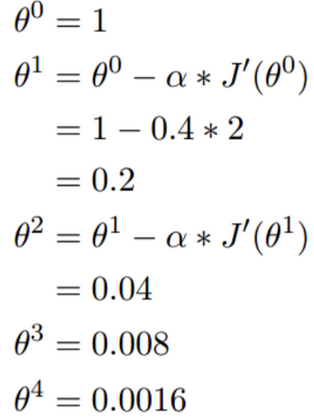 θ⁰ = 1
θ¹ = θ⁰ − α ∗ J′(θ⁰)
= 1 − 0.4 ∗ 2
= 0.2
θ² = θ¹ − α ∗ J′(θ¹)
= 0.04
θ³ = 0.008
θ⁴ = 0.0016